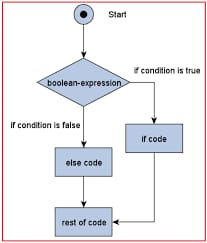 Start
if condition is true
boolean-expression
if condition is false
if code
else code
rest of code